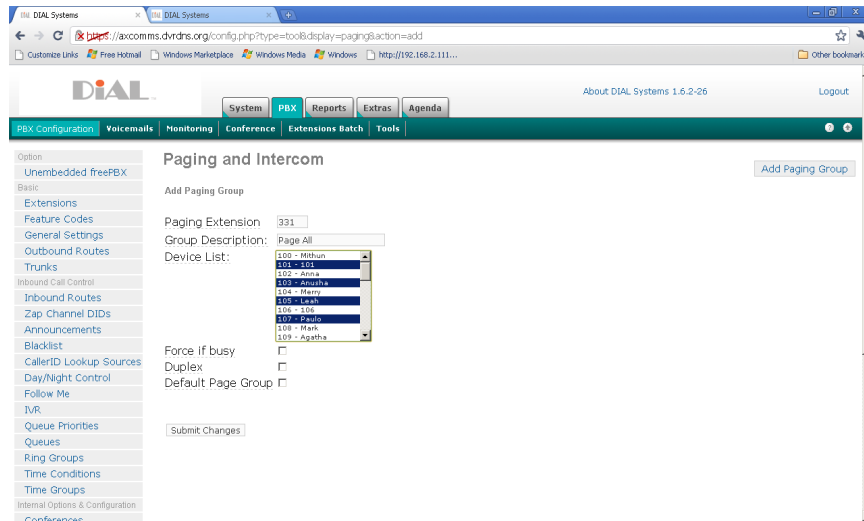 DIAL Systems
DIAL Systems
https://axcomms.dvrdns.org/config.php?type=tool&display=paging&action=add
Customize Links Free Hotmail Windows Marketplace Windows Media Windows http://192.168.2.111... Other bookmark
DiAL
About DIAL Systems 1.6.2-26 Logout
System PBX Reports Extras Agenda
PBX Configuration Voicemails Monitoring Conference Extensions Batch Tools
Option
Unembedded freePBX
Basic
Extensions
Feature Codes
General Settings
Outbound Routes
Trunks
Inbound Call Control
Inbound Routes
Zap Channel DIDs
Announcements
Blacklist
CallerID Lookup Sources
Day/Night Control
Follow Me
IVR
Queue Priorities
Queues
Ring Groups
Time Conditions
Time Groups
Internal Options & Configuration
Conferences
Paging and Intercom
Add Paging Group
Add Paging Group
Paging Extension 331
Group Description: Page All
Device List:
100 - Mithun
101 - 101
102 - Anna
103 - Anusha
104 - Merry
105 - Leah
106 - 106
107 - Paulo
108 - Mark
109 - Agatha
Force if busy
Duplex
Default Page Group
Submit Changes